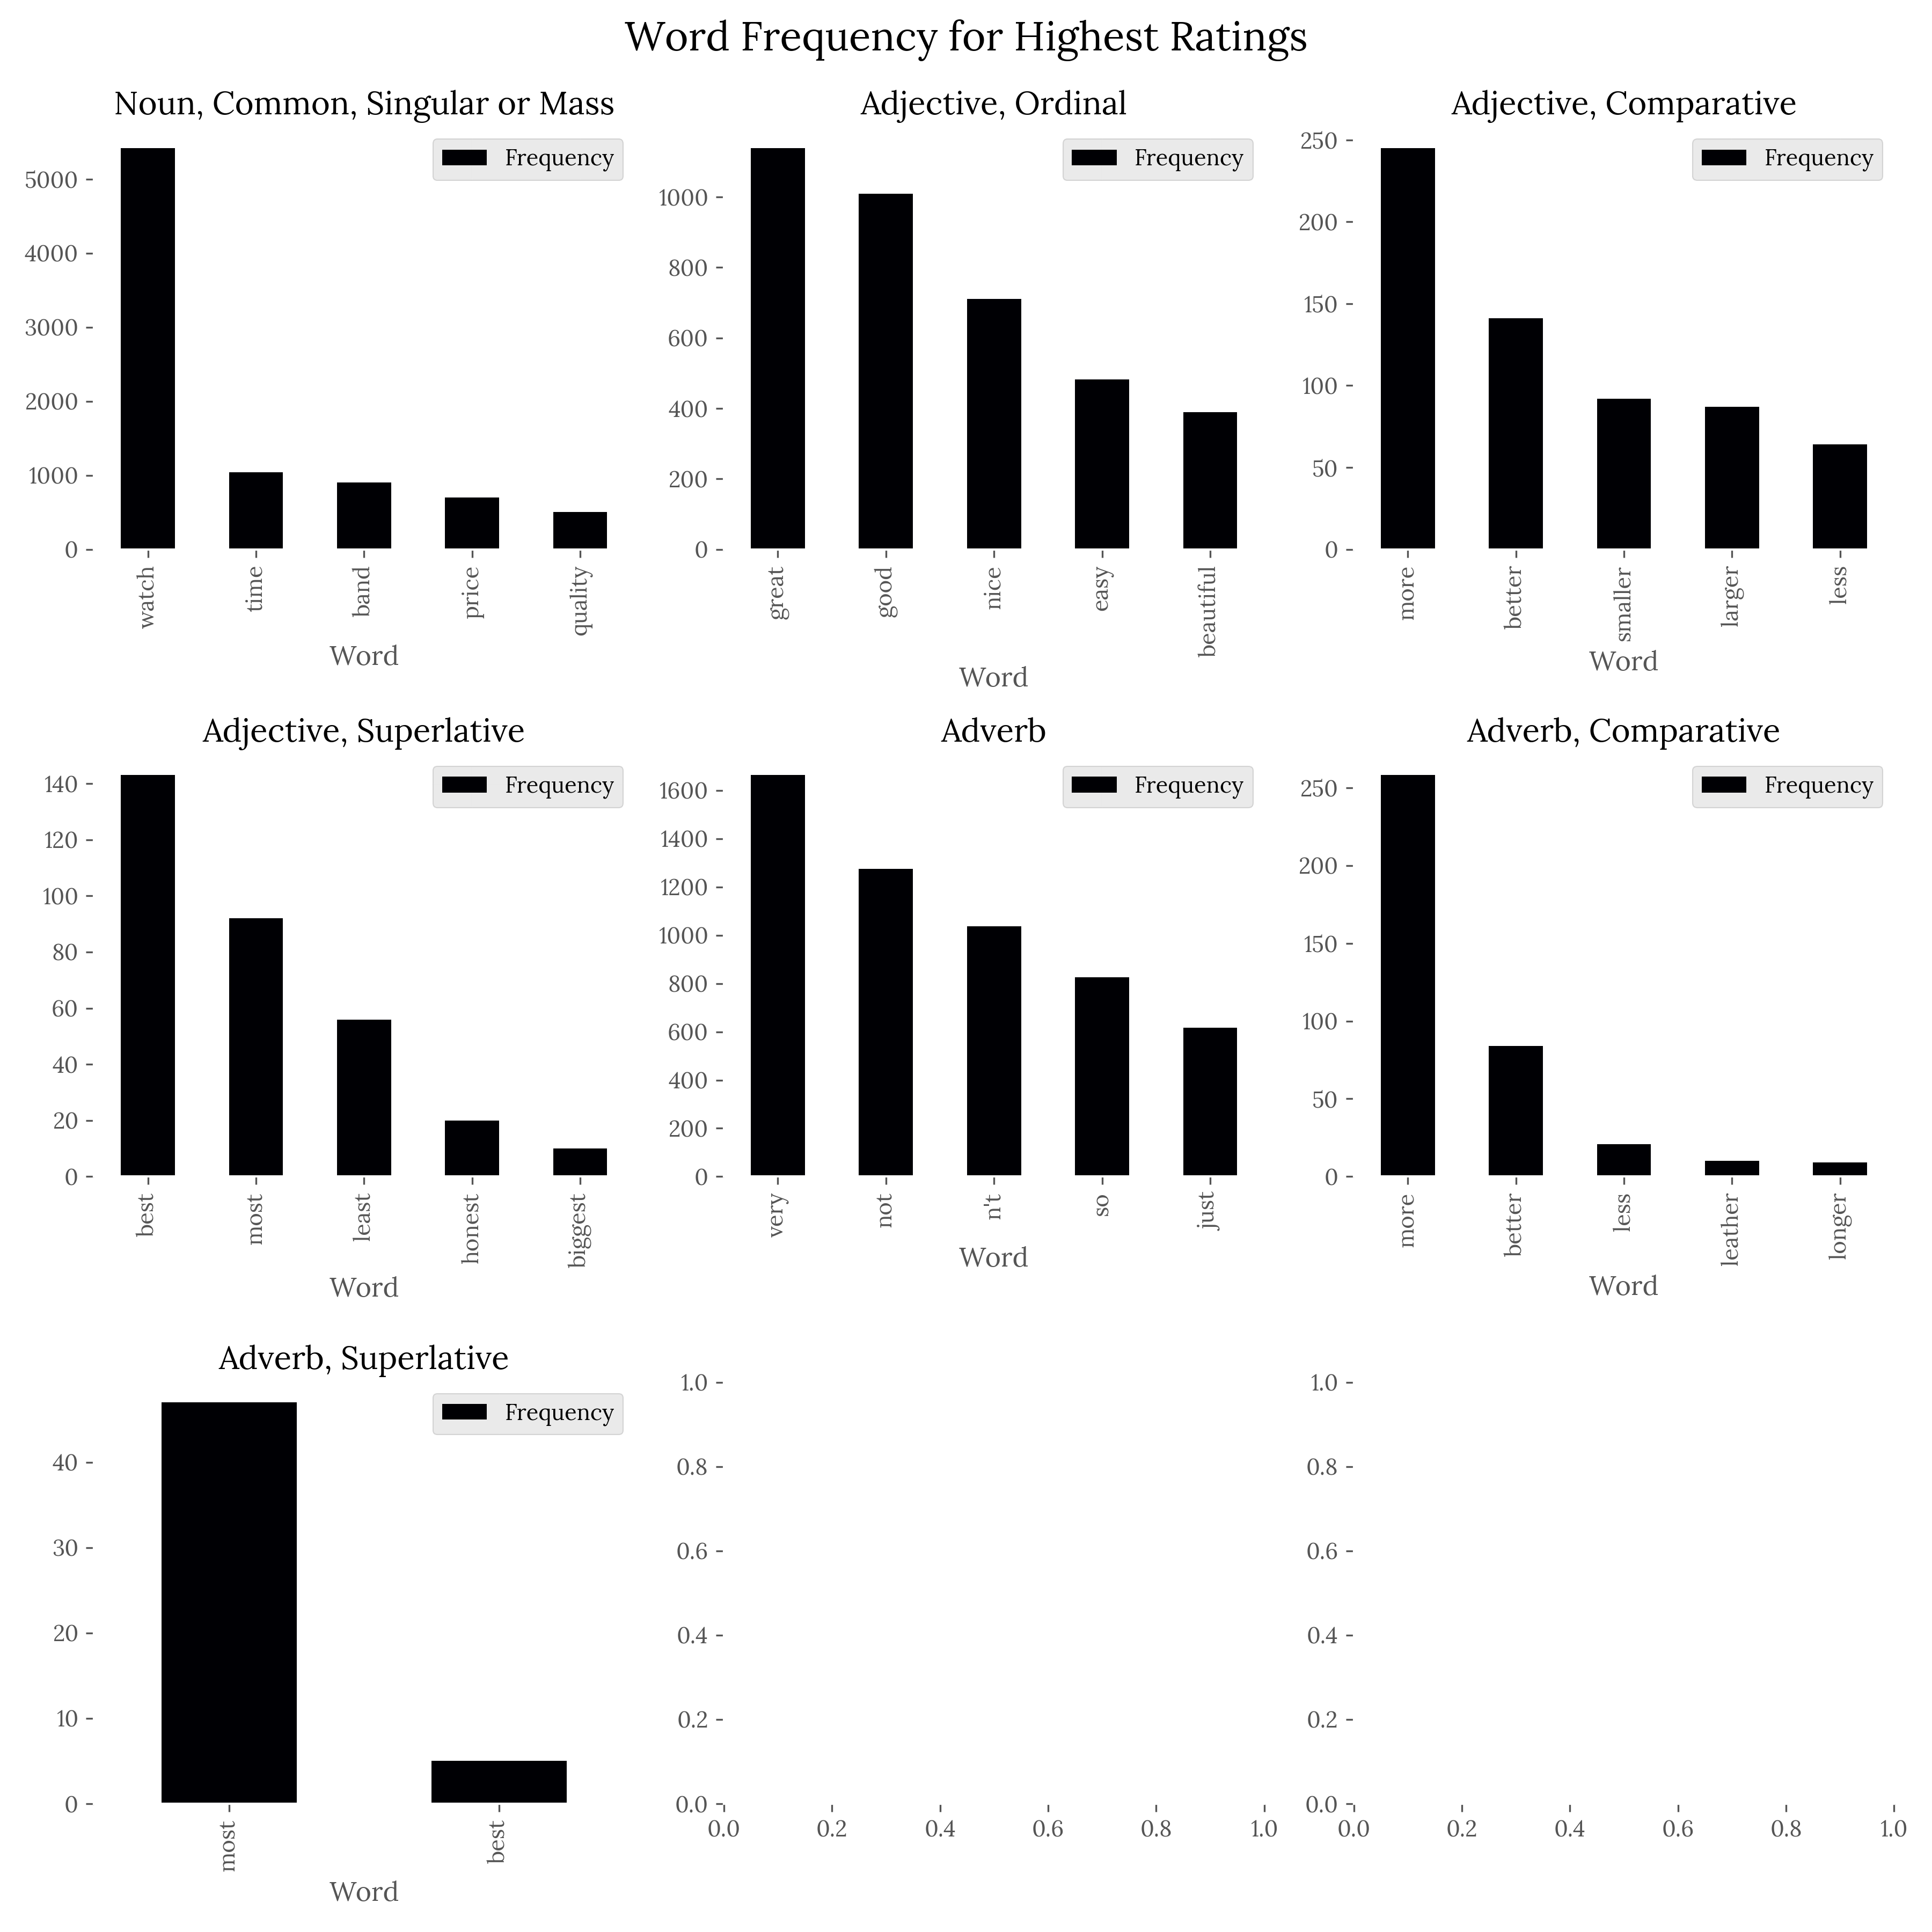 Word Frequency for Highest Ratings
Noun, Common, Singular or Mass
Frequency
5000
4000
3000
2000
1000
0
watch
time
band
price
quality
Word
Adjective, Ordinal
Frequency
1000
800
600
400
200
0
great
good
nice
easy
beautiful
Word
Adjective, Comparative
Frequency
250
200
150
100
50
0
more
better
smaller
larger
less
Word
Adjective, Superlative
Frequency
140
120
100
80
60
40
20
0
best
most
least
honest
biggest
Word
Adverb
Frequency
1600
1400
1200
1000
800
600
400
200
0
very
not
n't
so
just
Word
Adverb, Comparative
Frequency
250
200
150
100
50
0
more
better
less
leather
longer
Word
Adverb, Superlative
Frequency
40
30
20
10
0
most
best
Word
1.0
0.8
0.6
0.4
0.2
0.0
0.0 0.2 0.4 0.6 0.8 1.0
1.0
0.8
0.6
0.4
0.2
0.0
0.0 0.2 0.4 0.6 0.8 1.0